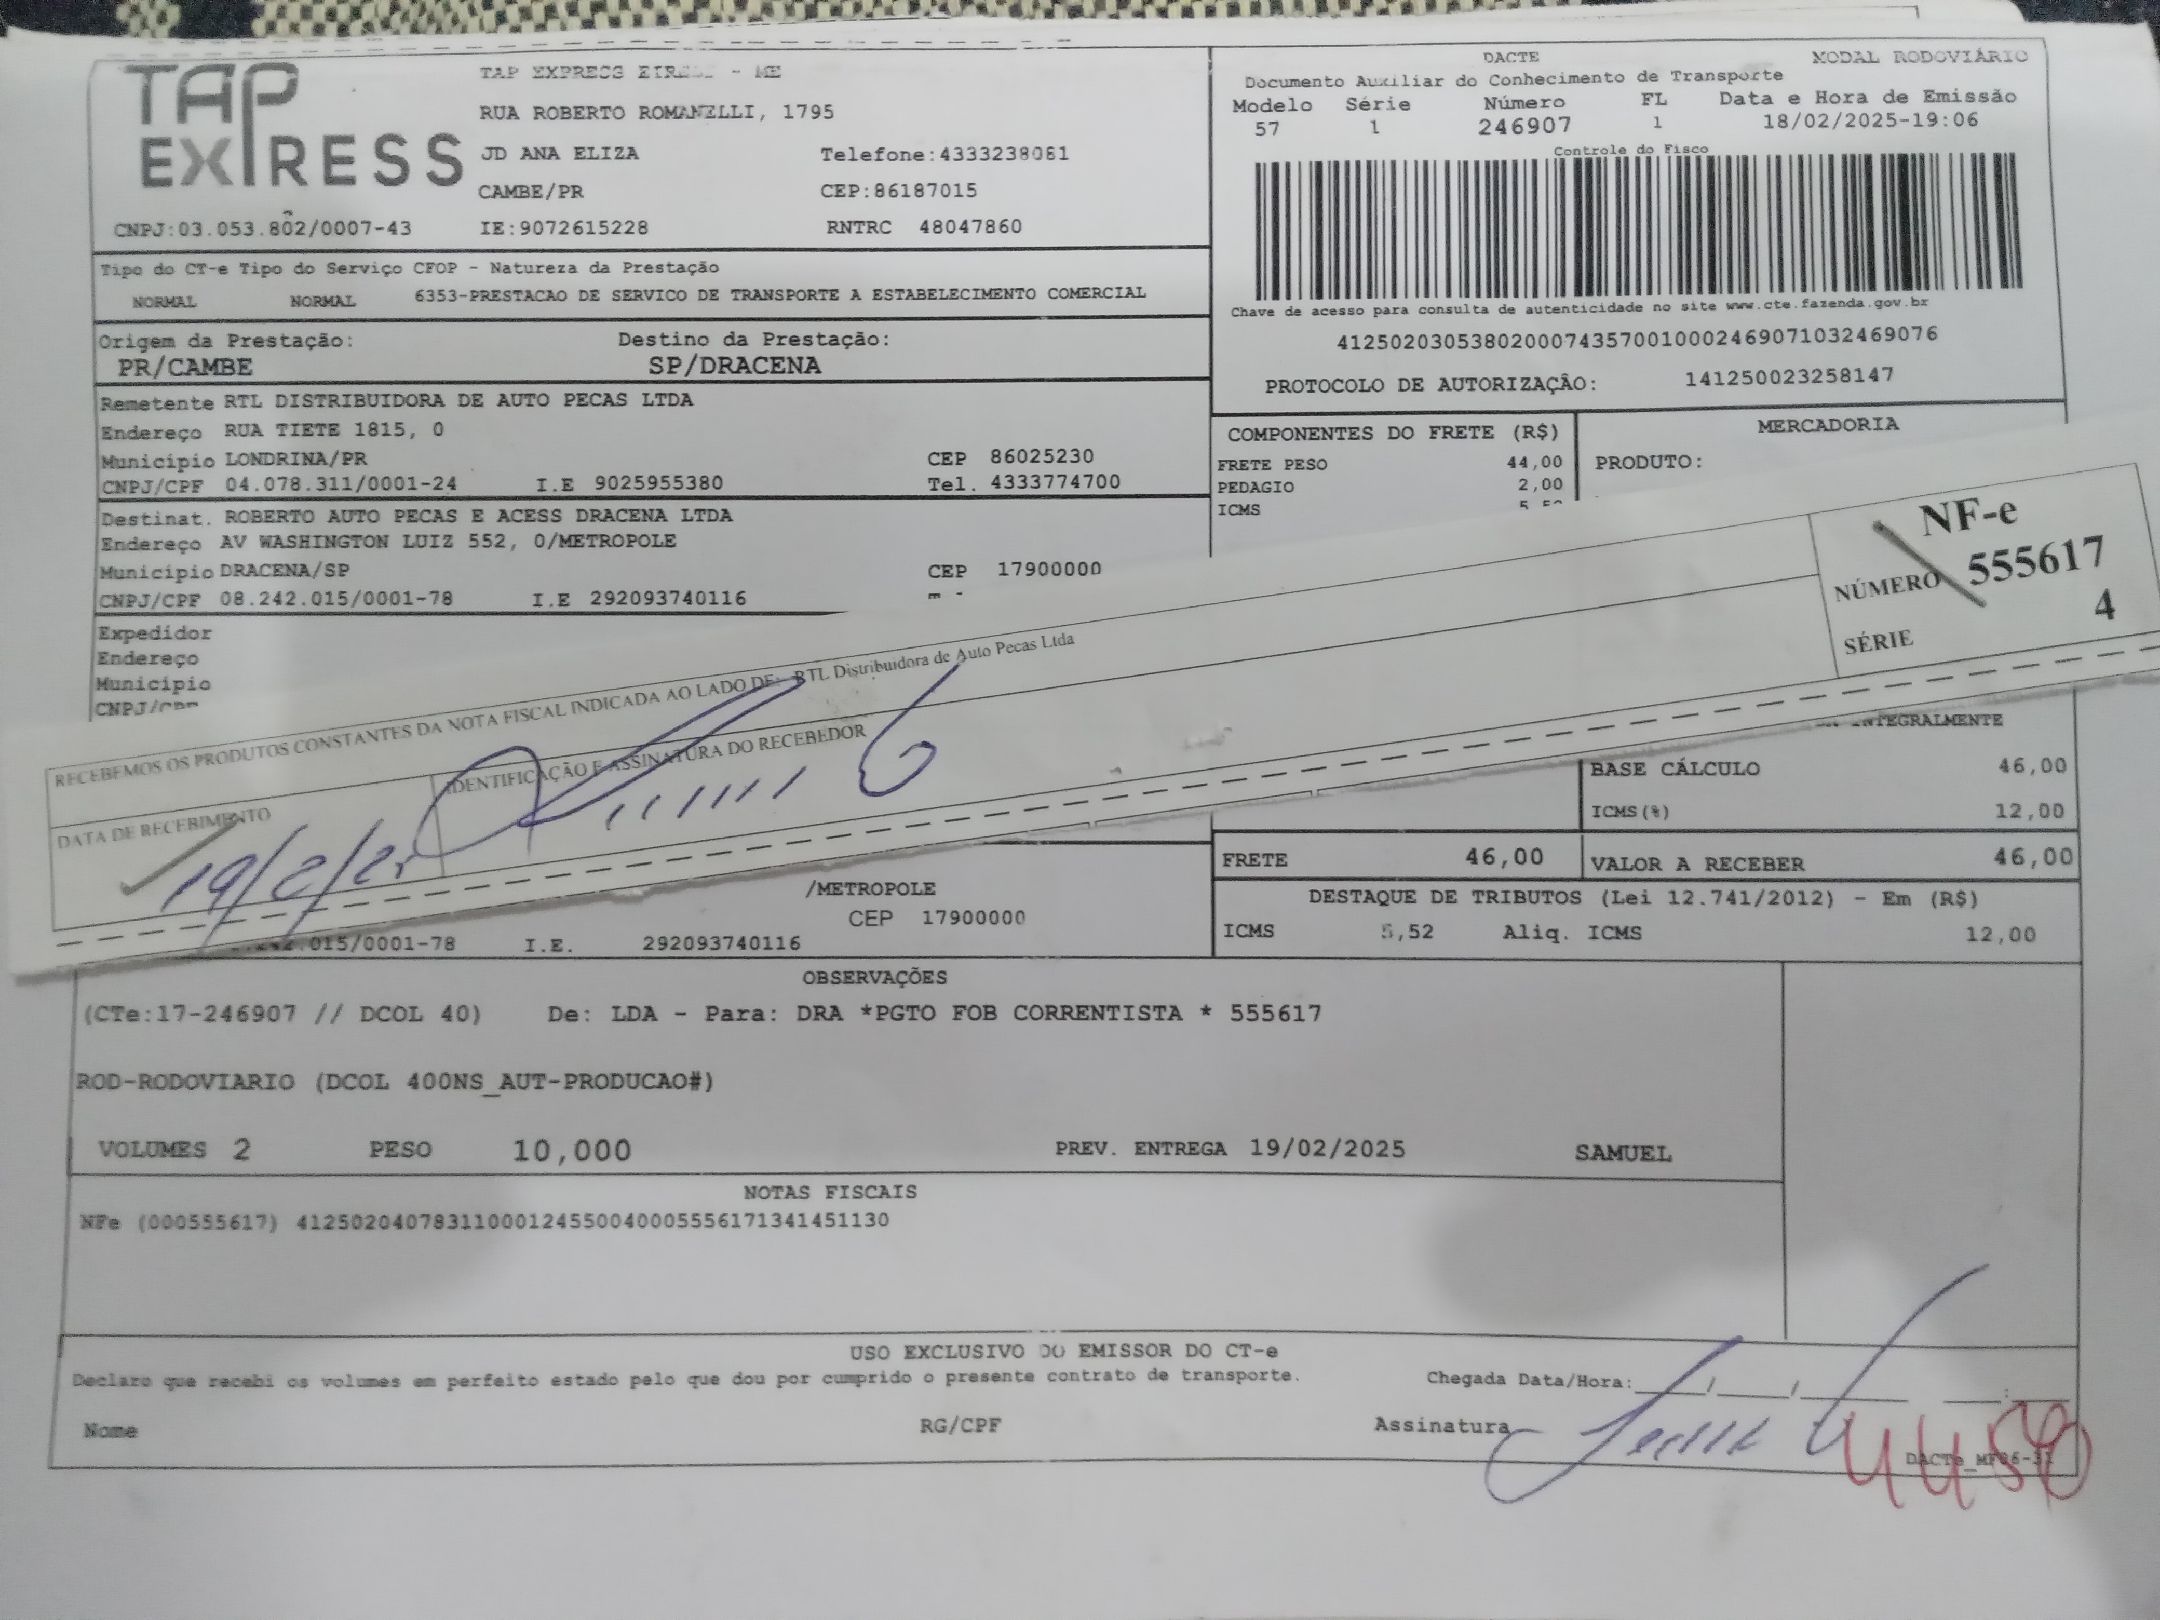 TAP EXPRESS
TAP EXPRESS - ME
RUA ROBERTO ROMANELLI, 1795
JD ANA ELIZA Telefone:4333238081
CAMBE/PR CEP:86187015
CNPJ:03.053.802/0007-43 IE:9072615228 RNTRC 48047860
DACTE MODAL RODOVIÁRIO
Documento Auxiliar do Conhecimento de Transporte
Modelo Série Número FL Data e Hora de Emissão
57 1 246907 1 18/02/2025-19:06
Controle do Fisco
Chave de acesso para consulta de autenticidade no site www.cte.fazenda.gov.br
41250203053802000743570010002469071032469076
PROTOCOLO DE AUTORIZAÇÃO: 141250023258147
Tipo do CT-e Tipo do Serviço CFOP - Natureza da Prestação
NORMAL NORMAL 6353-PRESTACAO DE SERVICO DE TRANSPORTE A ESTABELECIMENTO COMERCIAL
Origem da Prestação: Destino da Prestação:
PR/CAMBE SP/DRACENA
Remetente RTL DISTRIBUIDORA DE AUTO PECAS LTDA
Endereço RUA TIETE 1815, 0
Municipio LONDRINA/PR CEP 86025230
CNPJ/CPF 04.078.311/0001-24 I.E 9025955380 Tel. 4333774700
Destinat. ROBERTO AUTO PECAS E ACESS DRACENA LTDA
Endereço AV WASHINGTON LUIZ 552, 0/METROPOLE
Municipio DRACENA/SP CEP 17900000
CNPJ/CPF 08.242.015/0001-78 I.E 292093740116
Expedidor
Endereço
Municipio
COMPONENTES DO FRETE (R$) MERCADORIA
FRETE PESO 44,00 PRODUTO:
PEDAGIO 2,00
ICMS
NF-e
NÚMERO 555617
SÉRIE 4
RECEBEMOS OS PRODUTOS CONSTANTES DA NOTA FISCAL INDICADA AO LADO DE: RTL Distribuidora de Auto Pecas Ltda
DATA DE RECEBIMENTO IDENTIFICAÇÃO E ASSINATURA DO RECEBEDOR
19/2/25
INTEGRALMENTE
BASE CÁLCULO 46,00
ICMS(%) 12,00
FRETE 46,00 VALOR A RECEBER 46,00
DESTAQUE DE TRIBUTOS (Lei 12.741/2012) - Em (R$)
ICMS 5,52 Aliq. ICMS 12,00
/METROPOLE
CEP 17900000
.015/0001-78 I.E. 292093740116
OBSERVAÇÕES
(CTe:17-246907 // DCOL 40) De: LDA - Para: DRA *PGTO FOB CORRENTISTA * 555617
ROD-RODOVIARIO (DCOL 400NS_AUT-PRODUCAO#)
VOLUMES 2 PESO 10,000 PREV. ENTREGA 19/02/2025 SAMUEL
NOTAS FISCAIS
NFe (000555617) 41250204078311000124550040005556171341451130
USO EXCLUSIVO DO EMISSOR DO CT-e
Declaro que recebi os volumes em perfeito estado pelo que dou por cumprido o presente contrato de transporte.
Chegada Data/Hora: / / :
Nome RG/CPF Assinatura